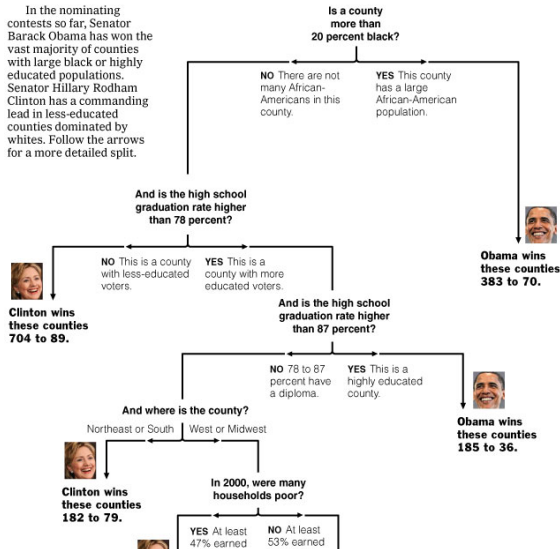 In the nominating
contests so far, Senator
Barack Obama has won the
vast majority of counties
with large black or highly
educated populations.
Senator Hillary Rodham
Clinton has a commanding
lead in less-educated
counties dominated by
whites. Follow the arrows
for a more detailed split.
Is a county
more than
20 percent black?
NO There are not
many African-
Americans in this
county.
YES This county
has a large
African-American
population.
And is the high school
graduation rate higher
than 78 percent?
Obama wins
these counties
383 to 70.
NO This is a county
with less-educated
voters.
YES This is a
county with more
educated voters.
Clinton wins
these counties
704 to 89.
And is the high school
graduation rate higher
than 87 percent?
NO 78 to 87
percent have
a diploma.
YES This is a
highly educated
county.
Obama wins
these counties
185 to 36.
And where is the county?
Northeast or South
West or Midwest
Clinton wins
these counties
182 to 79.
In 2000, were many
households poor?
YES At least
47% earned
NO At least
53% earned